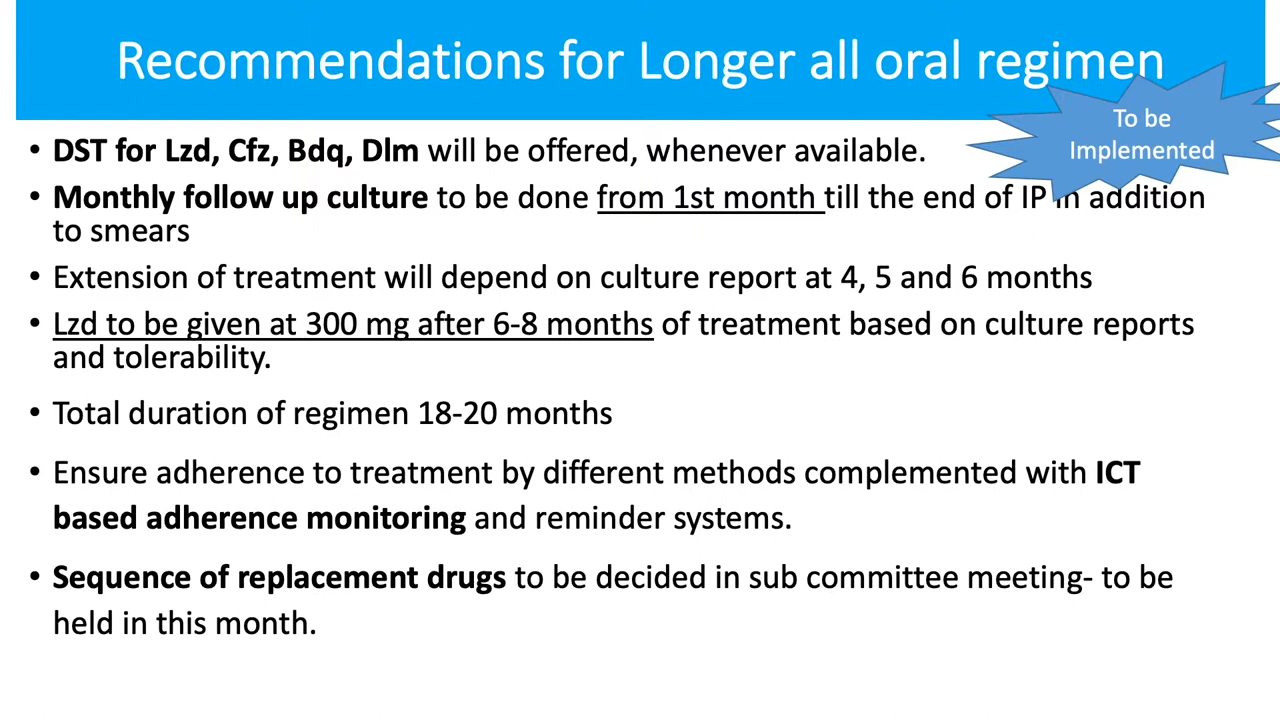 Recommendations for Longer all oral regimen
To be
Implemented
• DST for Lzd, Cfz, Bdq, Dlm will be offered, whenever available.
• Monthly follow up culture to be done from 1st month till the end of IP in addition
to smears
• Extension of treatment will depend on culture report at 4, 5 and 6 months
• Lzd to be given at 300 mg after 6-8 months of treatment based on culture reports
and tolerability.
• Total duration of regimen 18-20 months
• Ensure adherence to treatment by different methods complemented with ICT
based adherence monitoring and reminder systems.
• Sequence of replacement drugs to be decided in sub committee meeting- to be
held in this month.